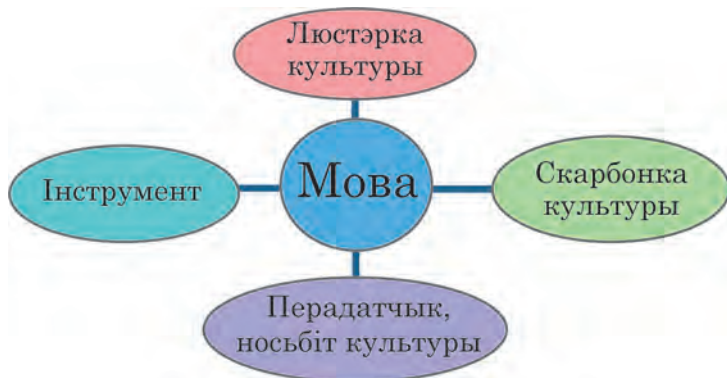 Люстэрка
культуры
Інструмент
Мова
Скарбонка
культуры
Перадатчык,
носьбіт культуры